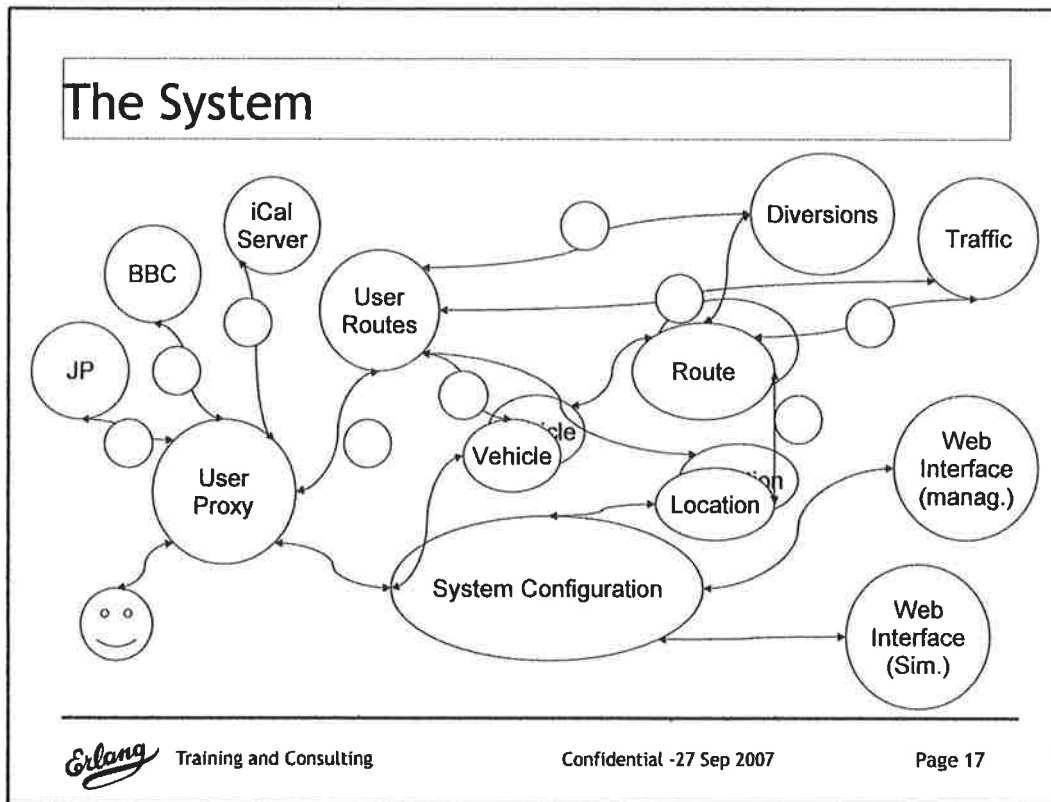 The System
iCal
Server
Diversions
Traffic
BBC
User
Routes
JP
Route
Vehicle
User
Proxy
Location
Web
Interface
(manag.)
System Configuration
Web
Interface
(Sim.)
Erlang Training and Consulting Confidential -27 Sep 2007 Page 17